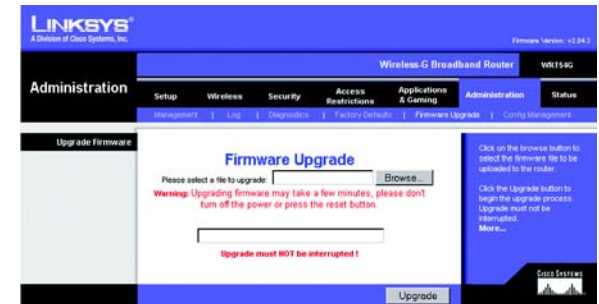 LINKSYS®
A Division of Cisco Systems, Inc.
Firmware Version: v2.04.3
Wireless-G Broadband Router WRT54G
Administration
Setup Wireless Security Access Restrictions Applications & Gaming Administration Status
Management | Log | Diagnostics | Factory Defaults | Firmware Upgrade | Config Management
Upgrade Firmware
Firmware Upgrade
Please select a file to upgrade: Browse...
Warning: Upgrading firmware may take a few minutes, please don't
turn off the power or press the reset button.
Upgrade must NOT be interrupted !
Click on the browse button to
select the firmware file to be
uploaded to the
router.
Click the Upgrade button to
begin the upgrade process.
Upgrade must not be
interrupted.
More...
Upgrade
CISCO SYSTEMS